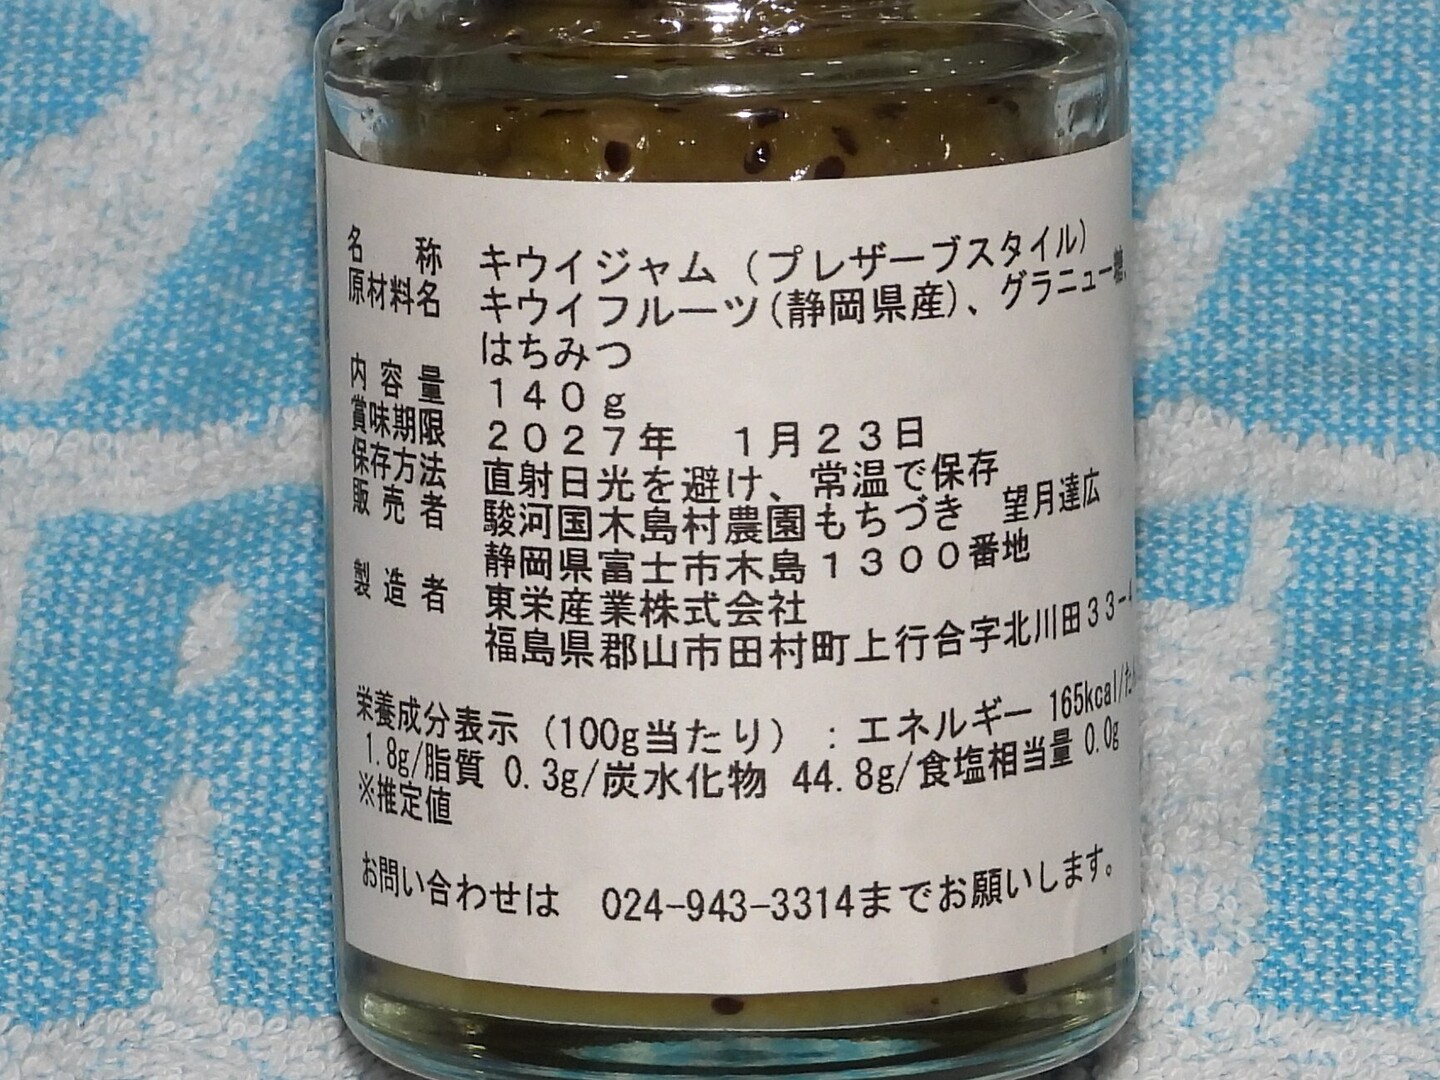 名　称　キウイジャム（プレザーブスタイル）
原材料名　キウイフルーツ(静岡県産)、グラニュー糖、
はちみつ
内容量　１４０ｇ
賞味期限　２０２７年　１月２３日
保存方法　直射日光を避け、常温で保存
販売者　駿河国木島村農園もちづき　望月達広
静岡県富士市木島１３００番地
製造者　東栄産業株式会社
福島県郡山市田村町上行合字北川田３３−４
栄養成分表示（100g当たり）：エネルギー 165kcal/たん
1.8g/脂質 0.3g/炭水化物 44.8g/食塩相当量 0.0g
※推定値
お問い合わせは　024−943−3314までお願いします。